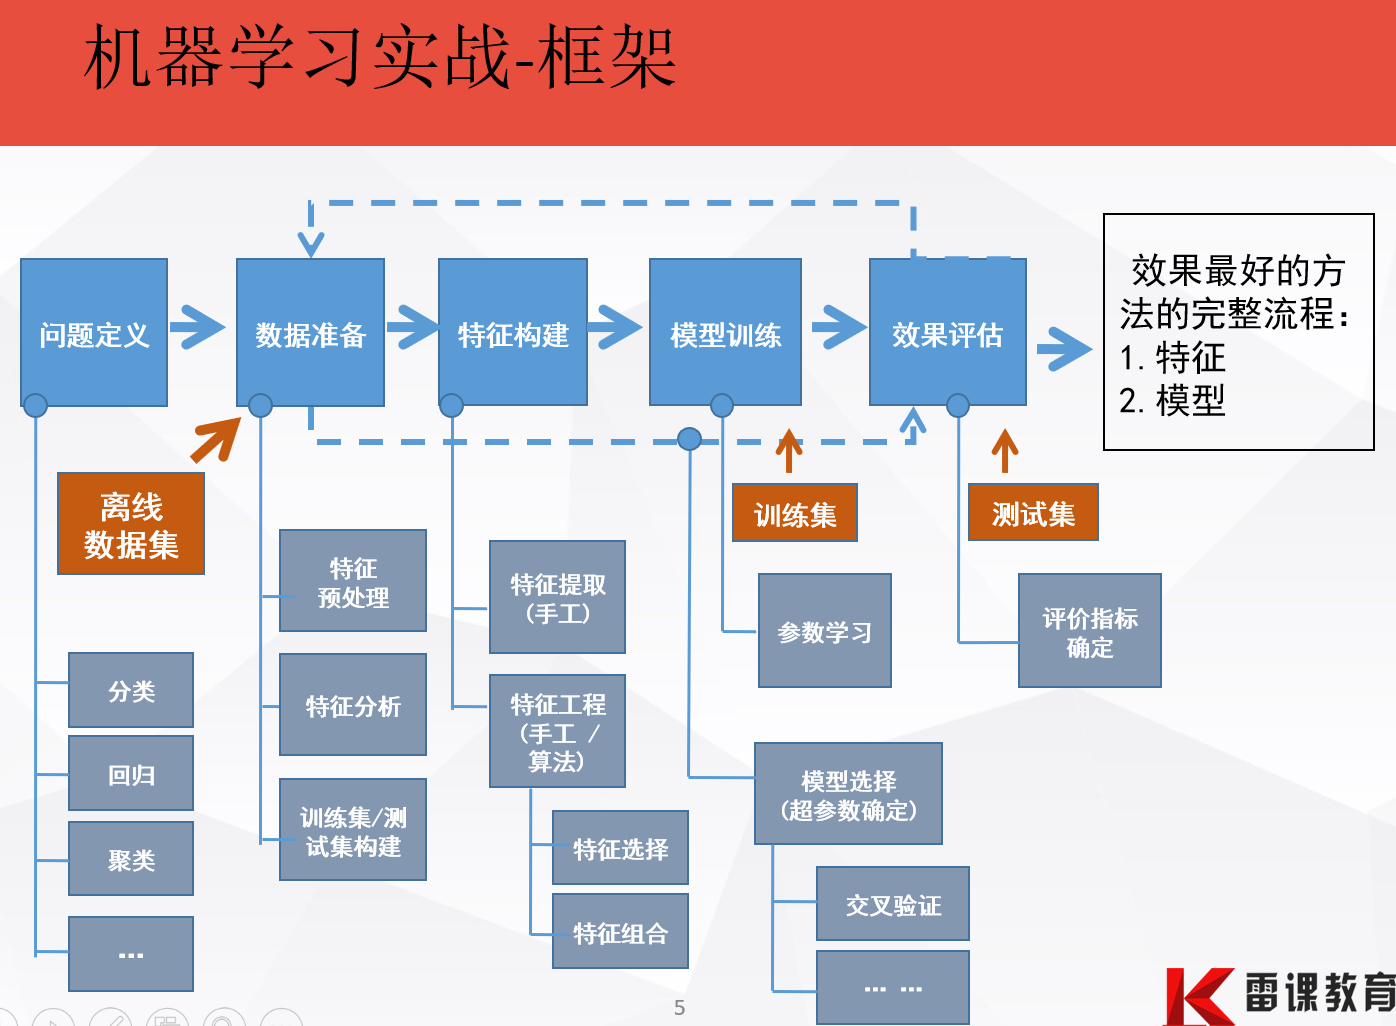 机器学习实战-框架
问题定义
数据准备
特征构建
模型训练
效果评估
效果最好的方
法的完整流程：
1. 特征
2. 模型
离线
数据集
训练集
测试集
分类
回归
聚类
...
特征
预处理
特征分析
训练集/测
试集构建
特征提取
(手工)
特征工程
(手工 /
算法)
特征选择
特征组合
参数学习
模型选择
(超参数确定)
交叉验证
... ...
评价指标
确定
5
雷课教育